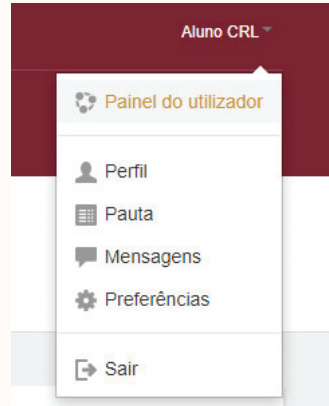 Aluno CRL
Painel do utilizador
Perfil
Pauta
Mensagens
Preferências
Sair